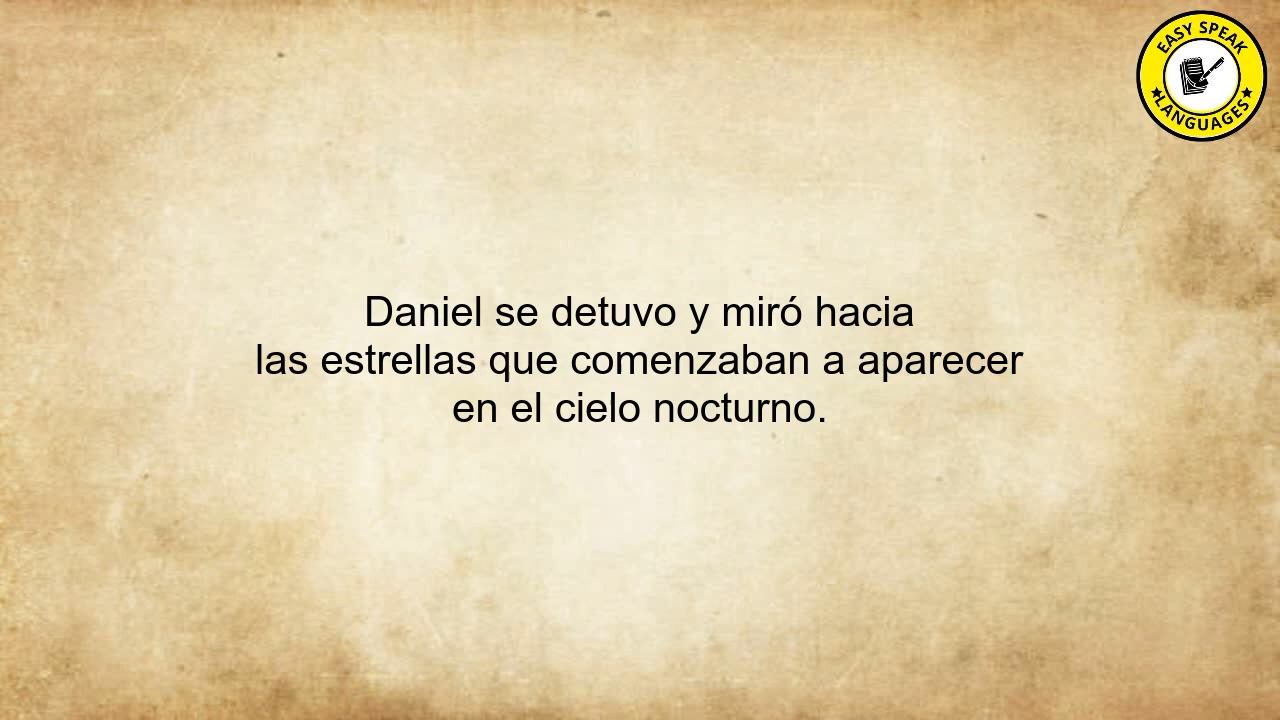 EASY SPEAK
LANGUAGES
Daniel se detuvo y miró hacia
las estrellas que comenzaban a aparecer
en el cielo nocturno.